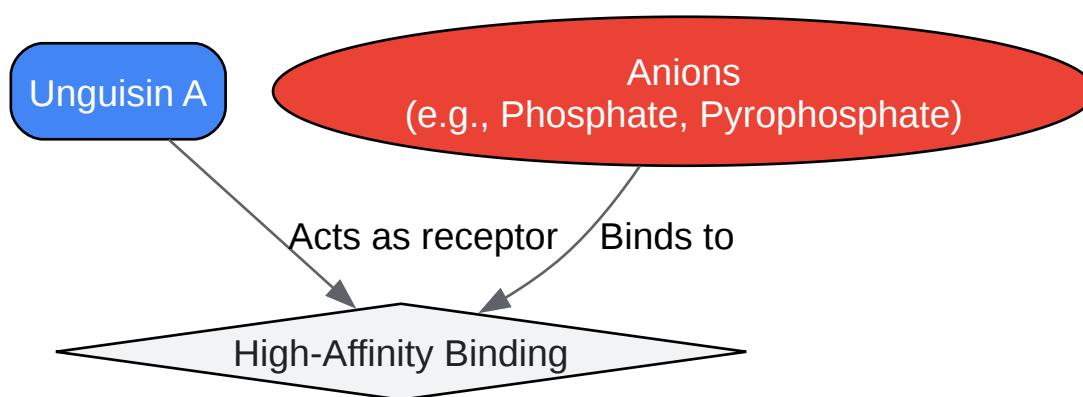 Unguisin A
Anions
(e.g., Phosphate, Pyrophosphate)
Acts as receptor
Binds to
High-Affinity Binding